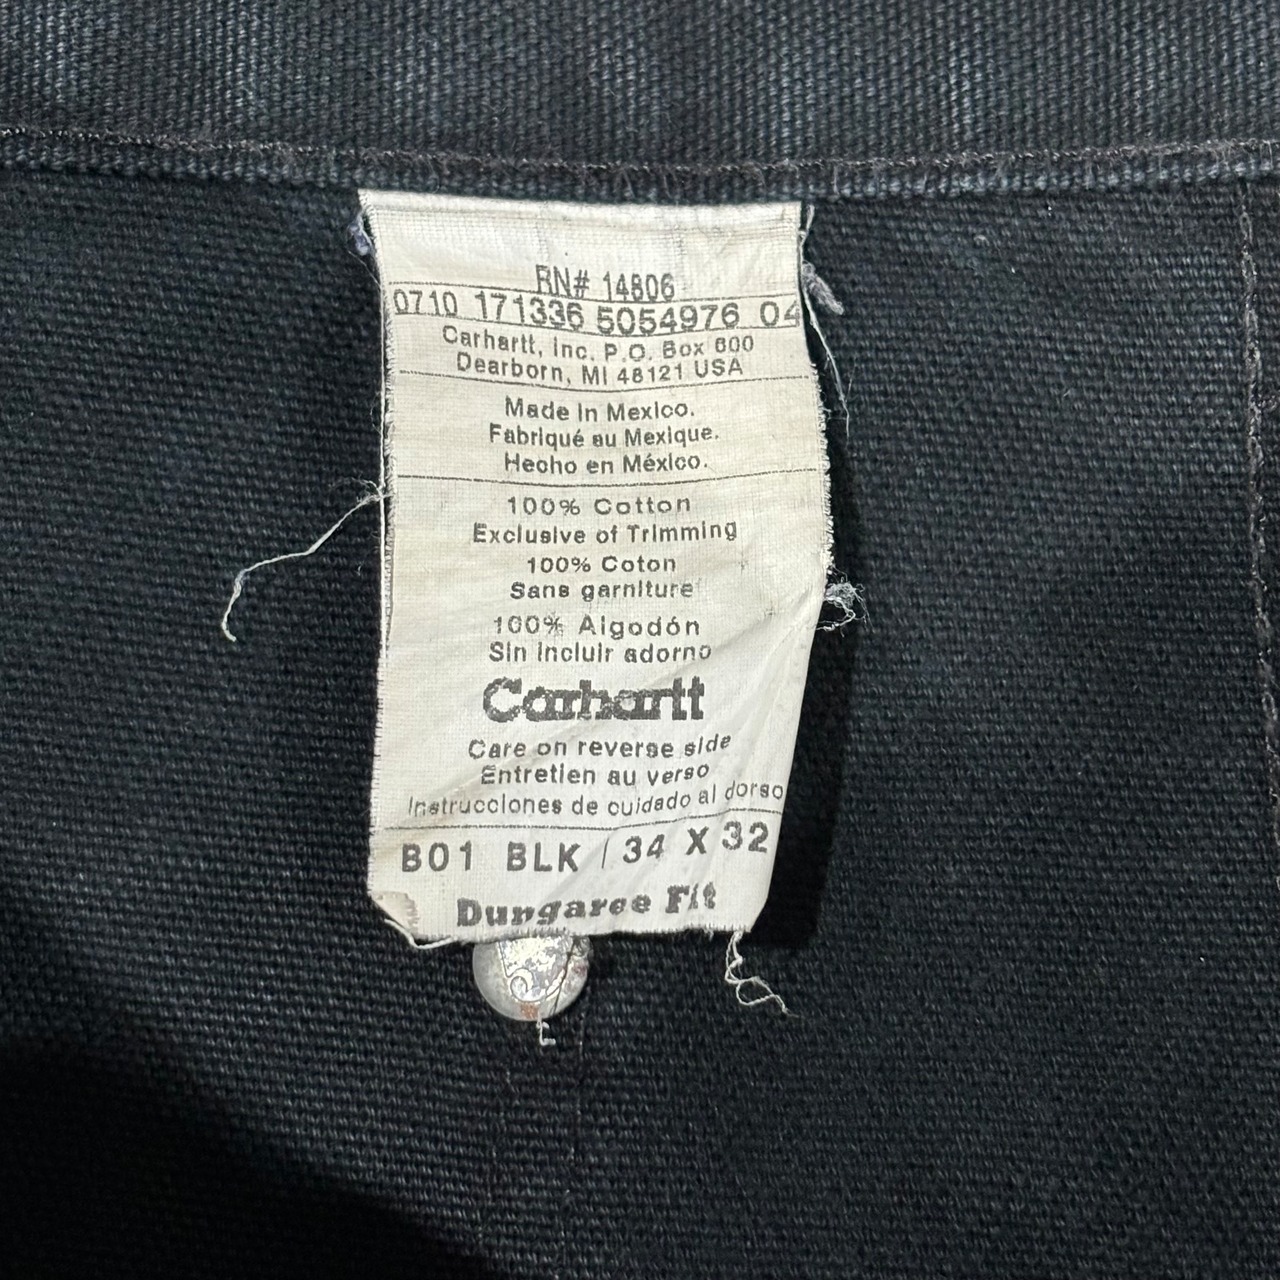 RN# 14806
0710 171336 5054976 04
Carhartt, Inc. P.O. Box 600
Dearborn, MI 48121 USA
Made in Mexico.
Fabriqué au Mexique.
Hecho en México.
100% Cotton
Exclusive of Trimming
100% Coton
Sans garniture
100% Algodón
Sin incluir adorno
Carhartt
Care on reverse side
Entretien au verso
Instrucciones de cuidado al dorso
B01 BLK / 34 X 32
Dungaree Fit